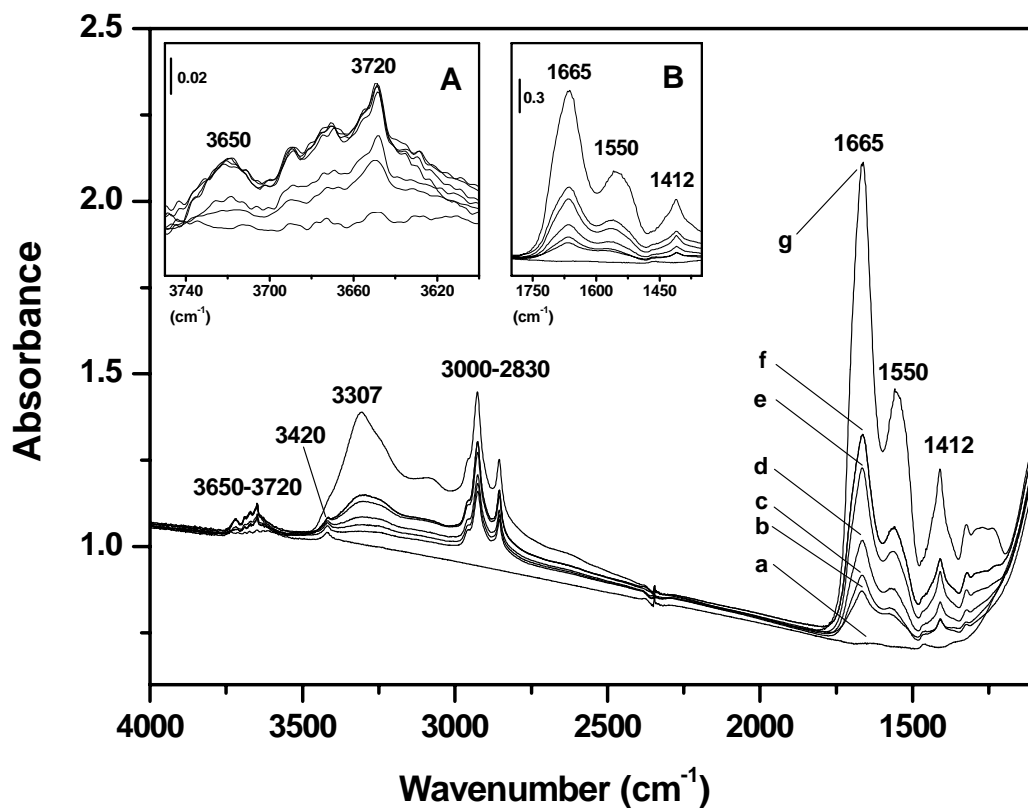 2.5
2.0
1.5
1.0
Absorbance
4000 3500 3000 2500 2000 1500
Wavenumber (cm-1)
0.02
A
3720
3650
3740 3700 3660 3620
(cm-1)
0.3
B
1665
1550
1412
1750 1600 1450
(cm-1)
1665
g
3000-2830
3307
3420
3650-3720
f
e
d
c
b
a
1550
1412